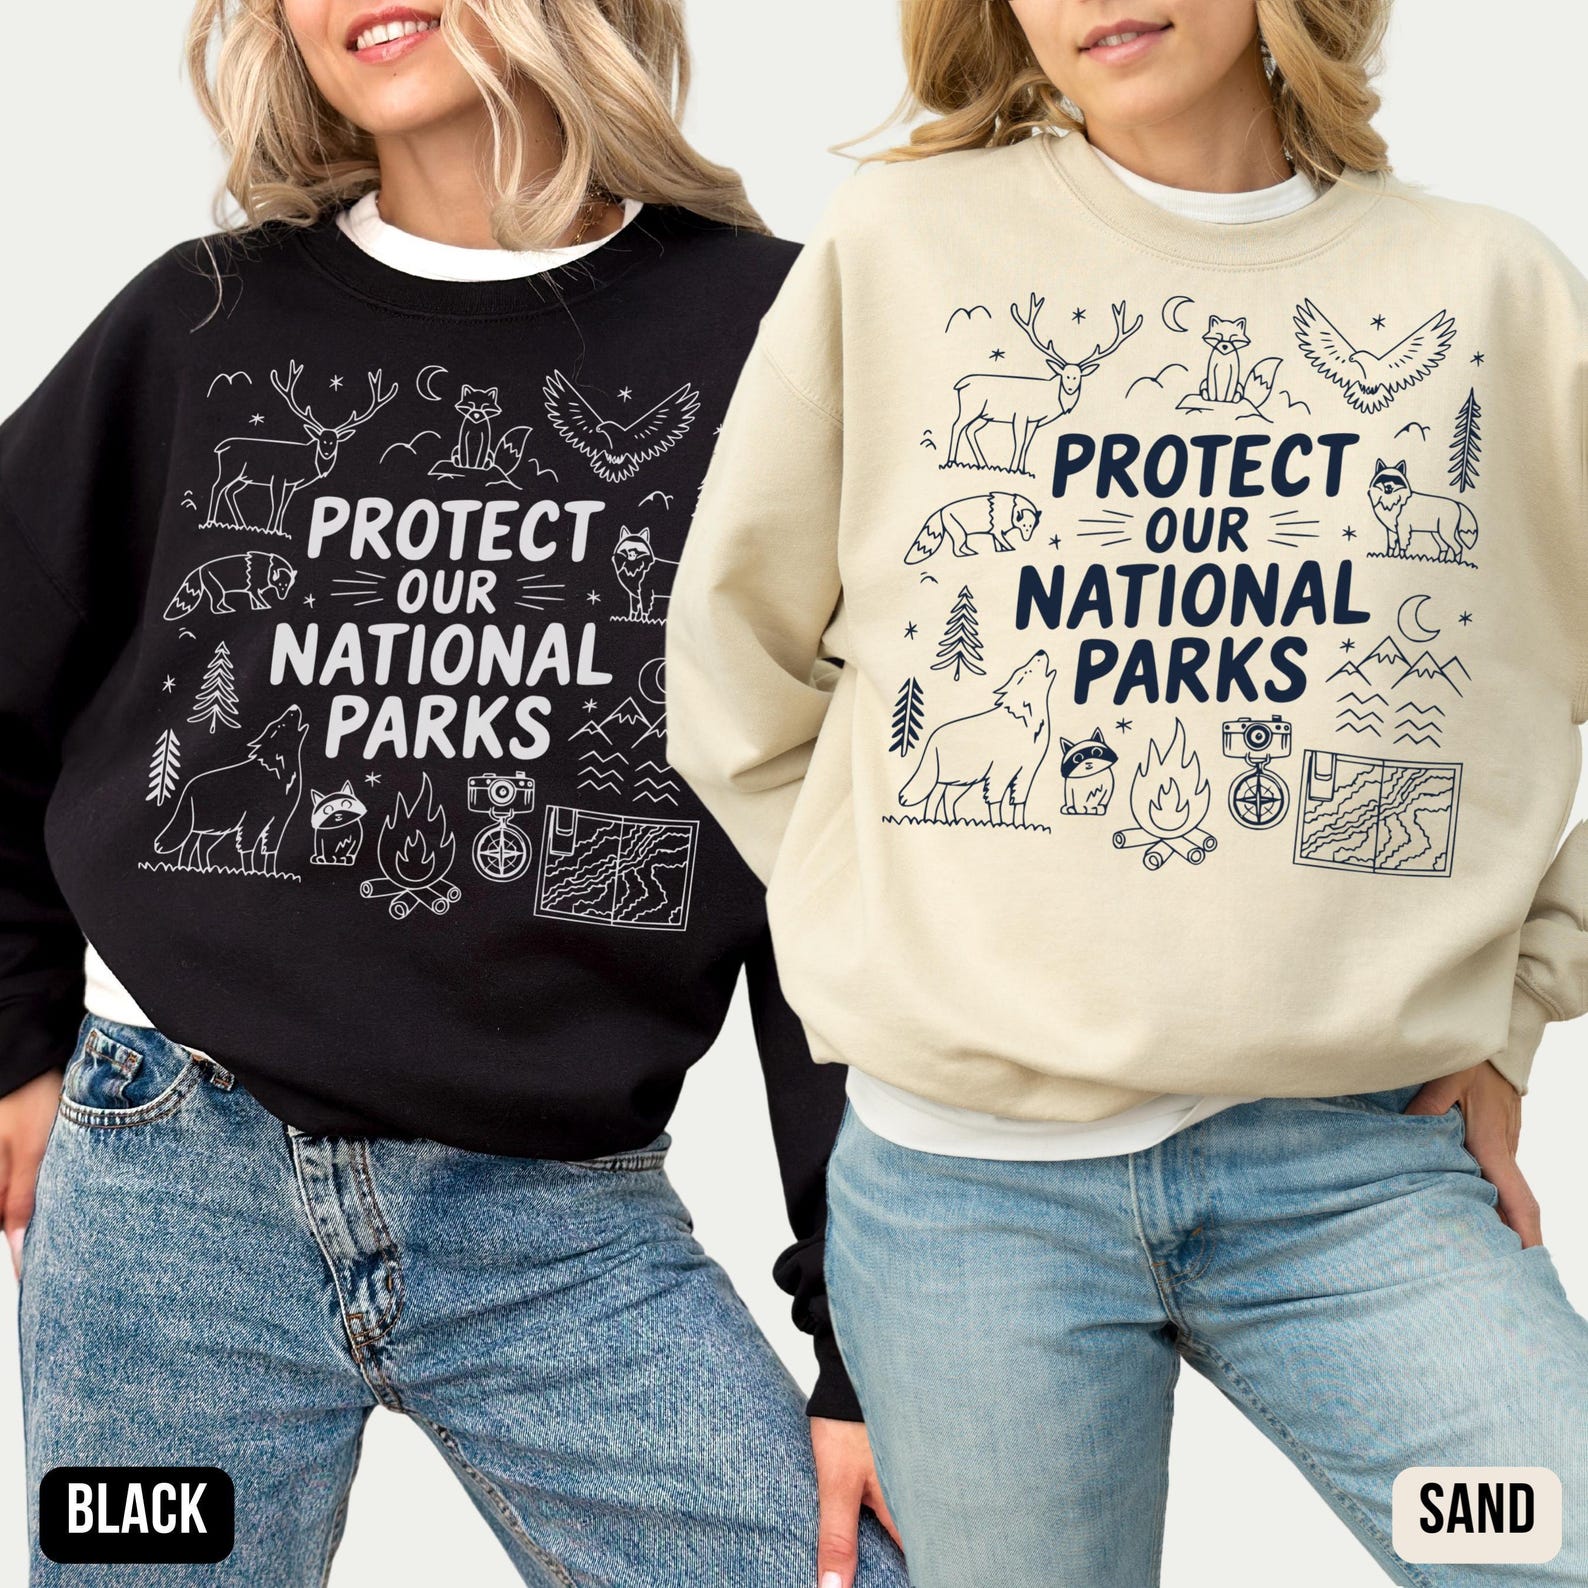 PROTECT
OUR
NATIONAL
PARKS
PROTECT
OUR
NATIONAL
PARKS
BLACK
SAND